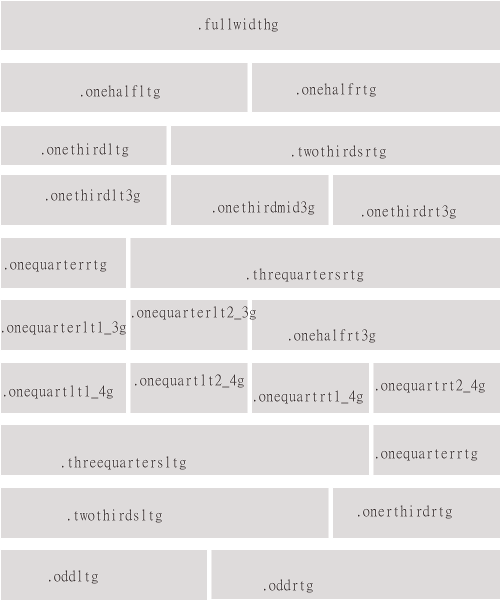 .fullwidthg
.onehalfltg .onehalfrtg
.onethirdltg .twothirdsrtg
.onethirdlt3g .onethirdmid3g .onethirdrt3g
.onequarterrtg .threquartersrtg
.onequarterlt1_3g .onequarterlt2_3g .onehalfrt3g
.onequartlt1_4g .onequartlt2_4g .onequartrt1_4g .onequartrt2_4g
.threequartersltg .onequarterrtg
.twothirdsltg .onerthirdrtg
.oddltg .oddrtg